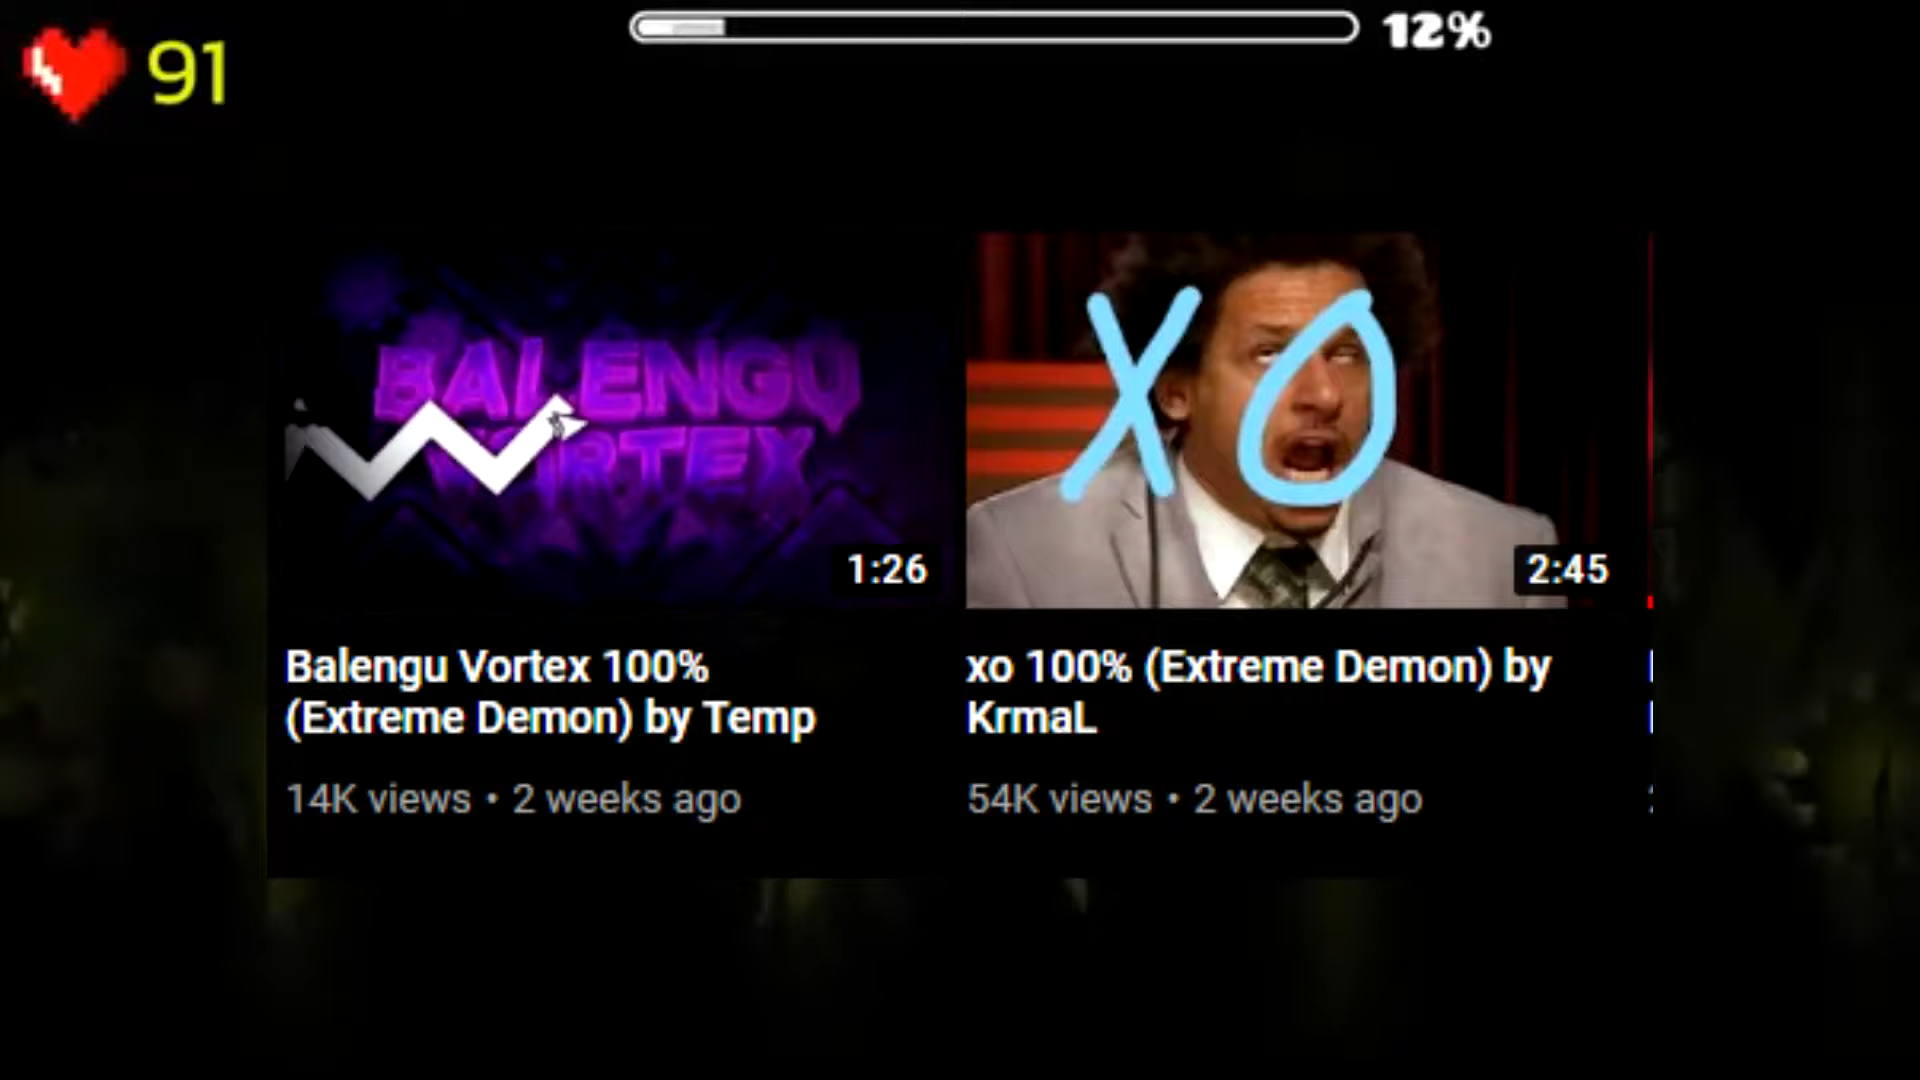 91
12%
BALENGU
VORTEX
1:26
XO
2:45
Balengu Vortex 100%
(Extreme Demon) by Temp
14K views • 2 weeks ago
xo 100% (Extreme Demon) by
KrmaL
54K views • 2 weeks ago